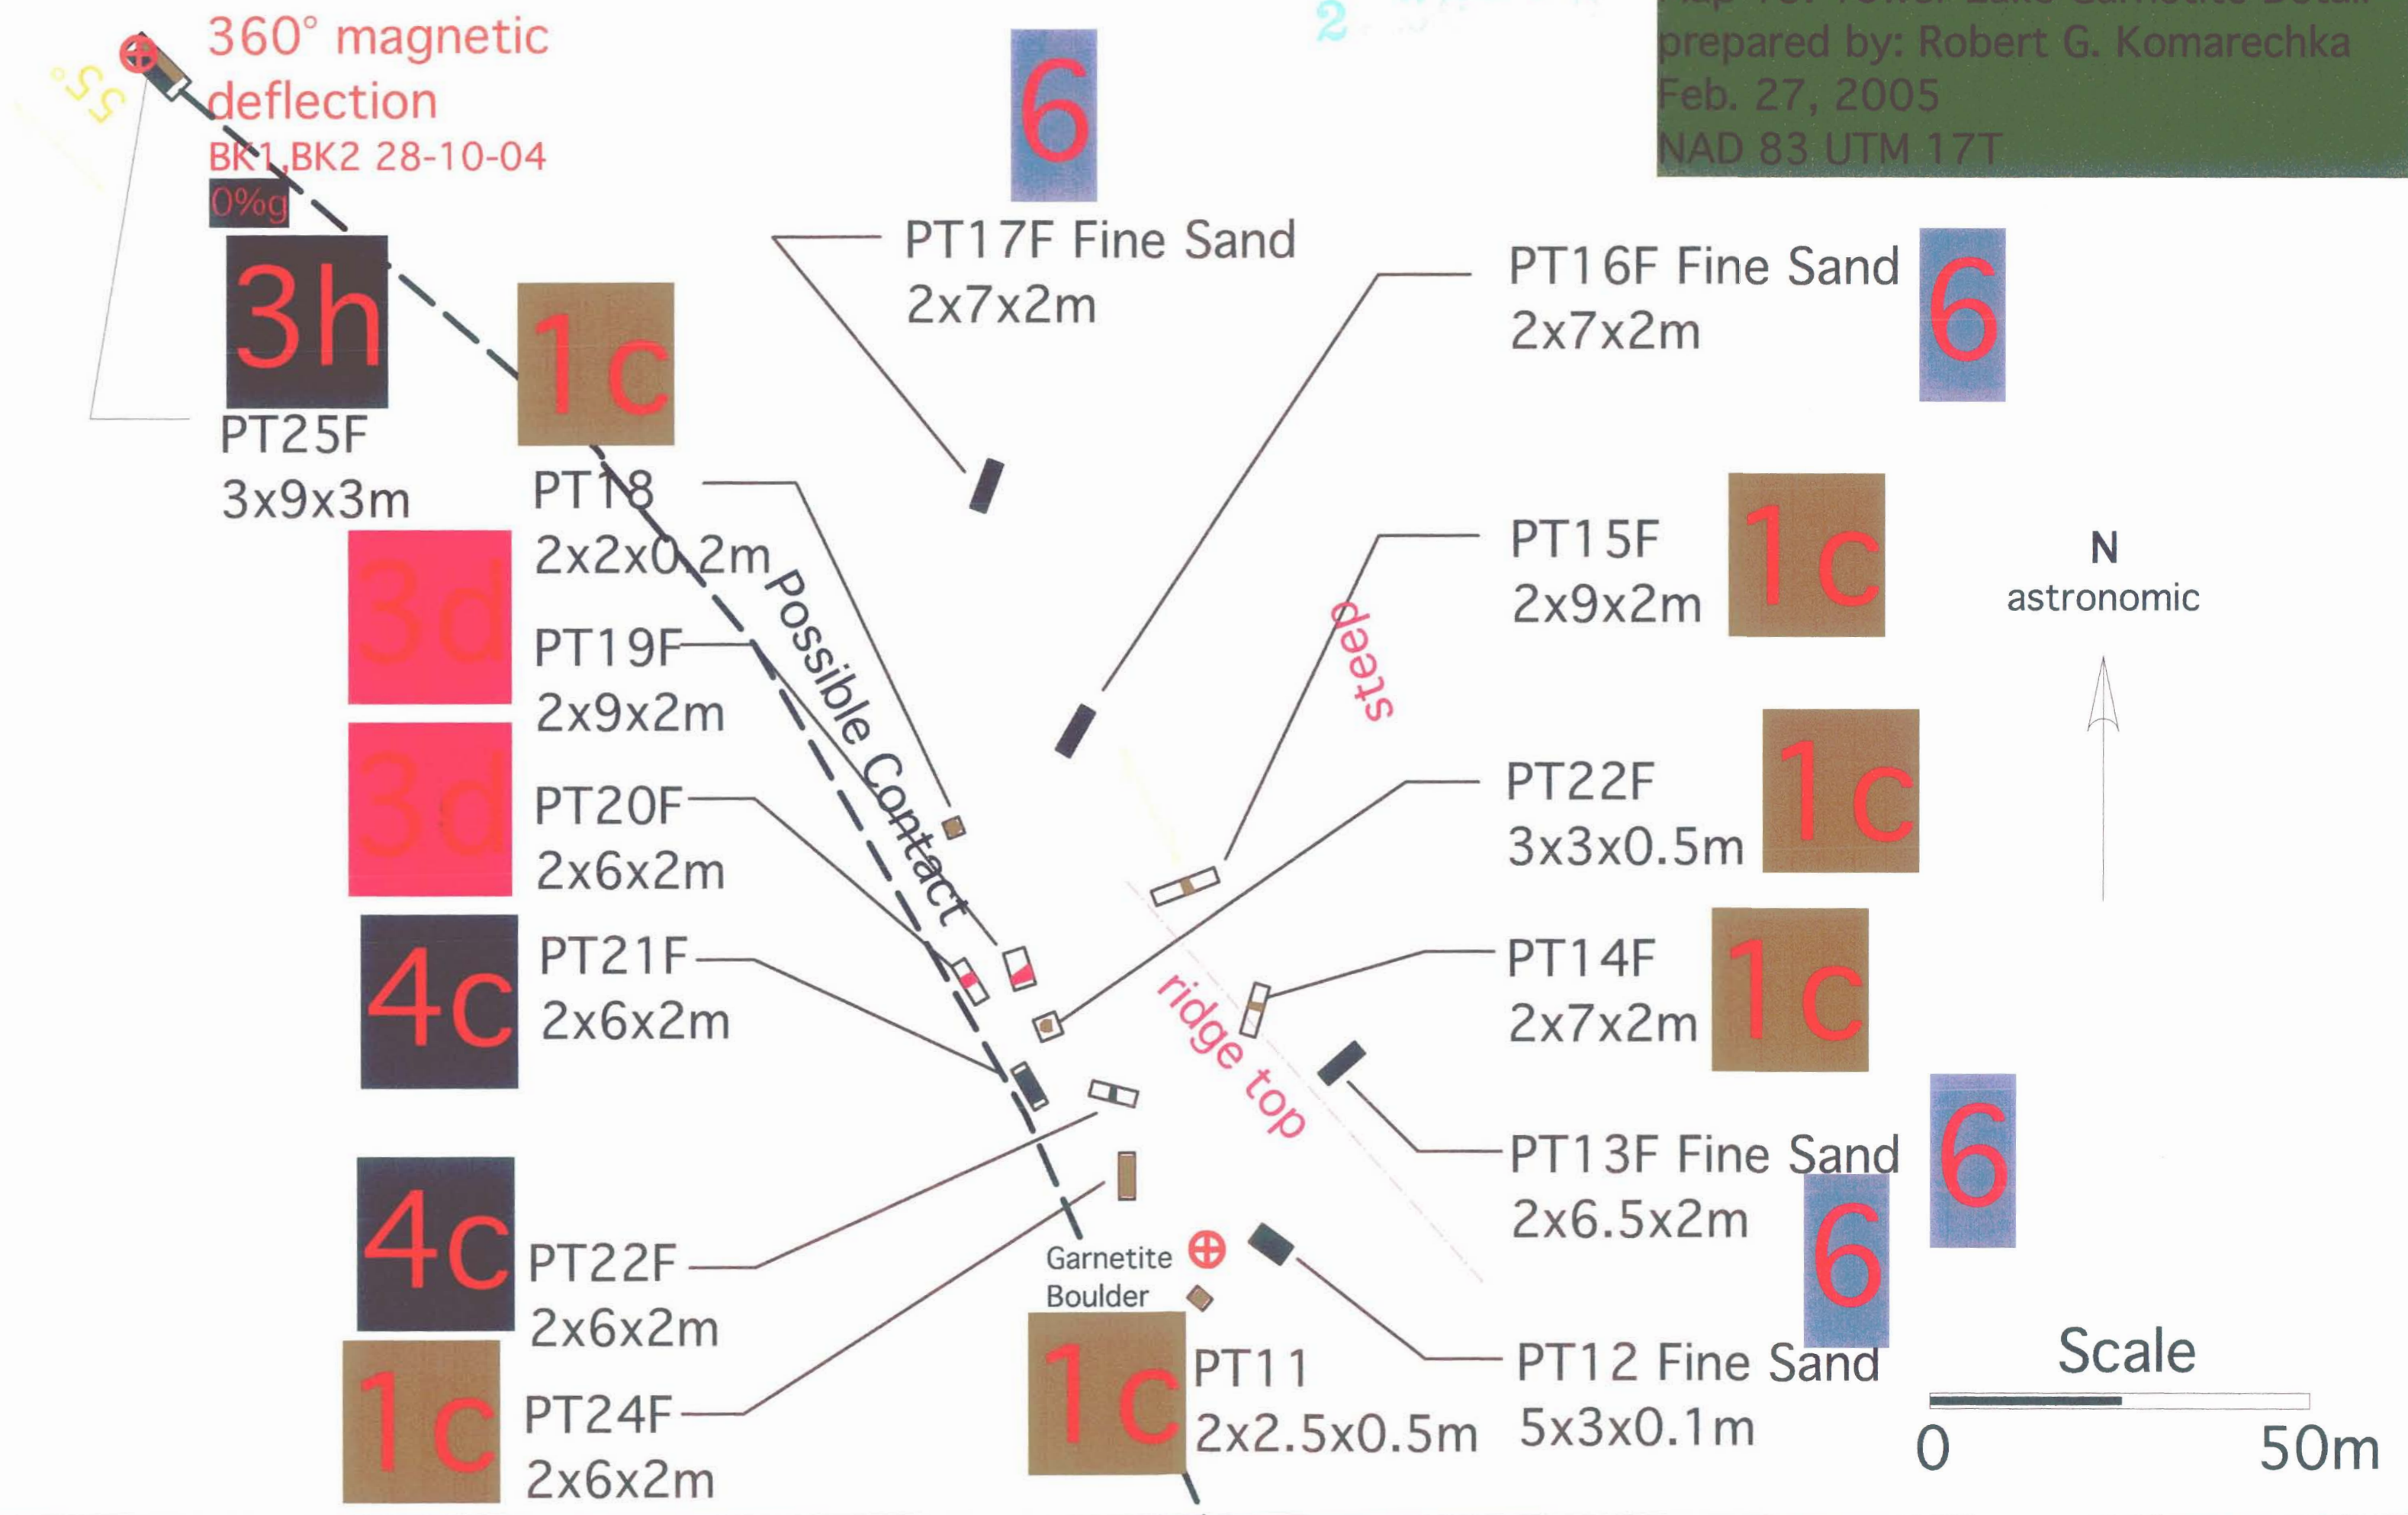 360° magnetic
deflection
BK1,BK2 28-10-04
0%g
55°
3h
PT25F
3x9x3m
1c
PT18
2x2x0.2m
3d
PT19F
2x9x2m
3d
PT20F
2x6x2m
4c
PT21F
2x6x2m
4c
PT22F
2x6x2m
1c
PT24F
2x6x2m
Possible Contact
6
PT17F Fine Sand
2x7x2m
2
prepared by: Robert G. Komarechka
Feb. 27, 2005
NAD 83 UTM 17T
PT16F Fine Sand
2x7x2m
6
PT15F
2x9x2m
1c
steep
PT22F
3x3x0.5m
1c
PT14F
2x7x2m
1c
ridge top
PT13F Fine Sand
2x6.5x2m
6
6
PT12 Fine Sand
5x3x0.1m
Garnetite
Boulder
1c
PT11
2x2.5x0.5m
N
astronomic
Scale
0
50m